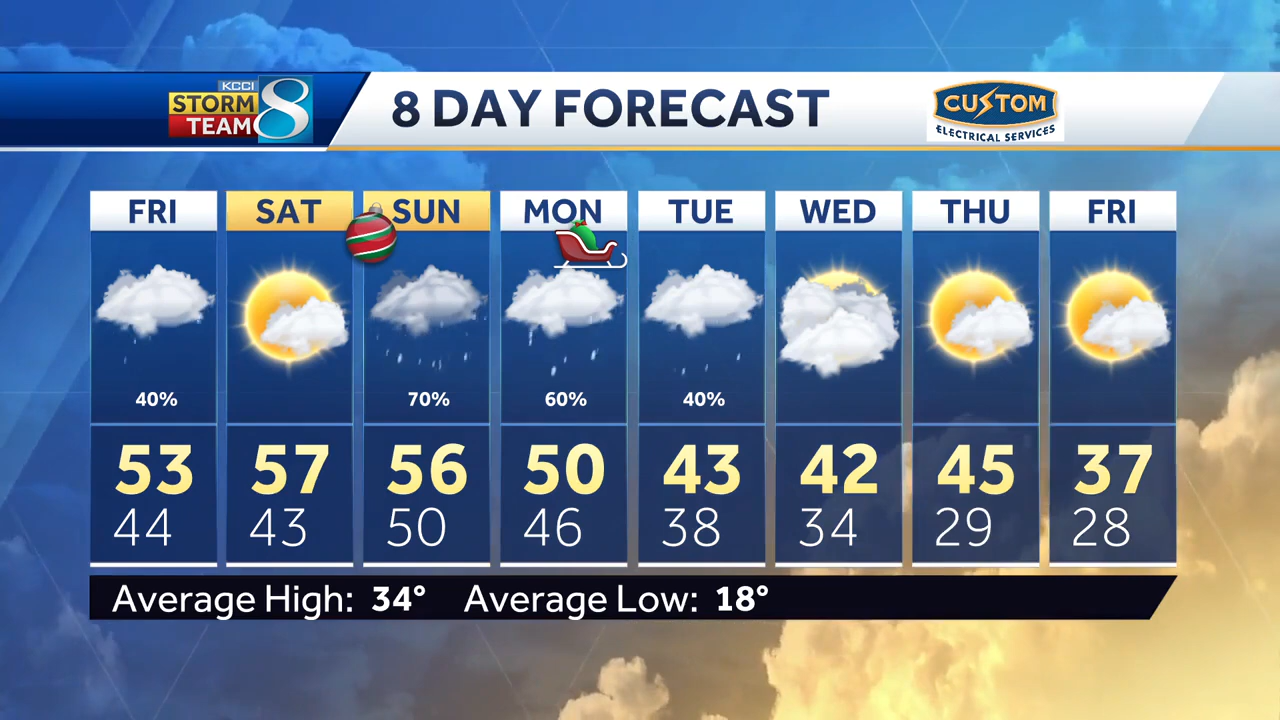 KCCI
STORM
TEAM 8
8 DAY FORECAST
CUSTOM
ELECTRICAL SERVICES
FRI SAT SUN MON TUE WED THU FRI
40% 70% 60% 40%
53 57 56 50 43 42 45 37
44 43 50 46 38 34 29 28
Average High: 34° Average Low: 18°